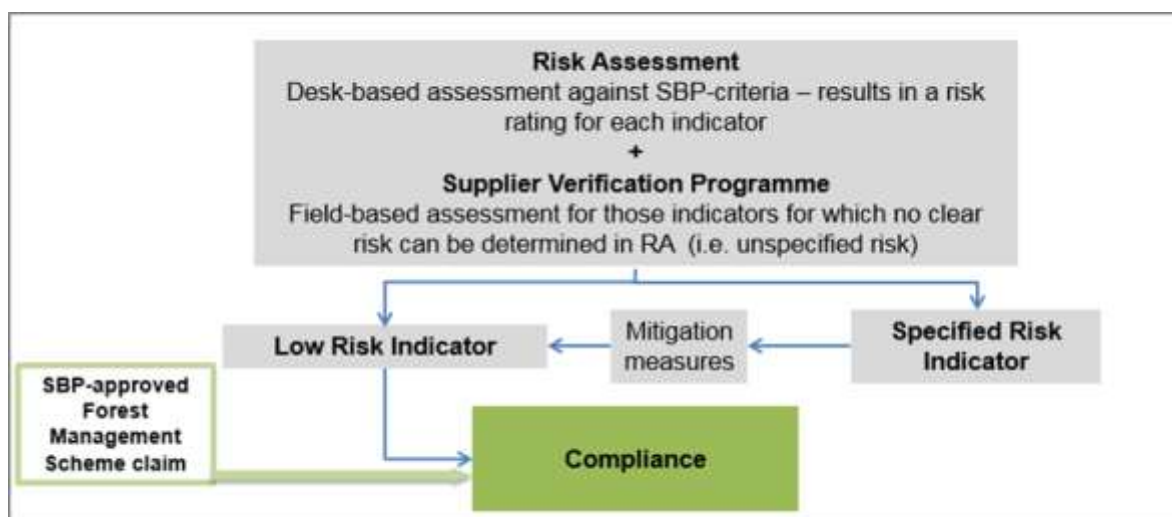 Risk Assessment
Desk-based assessment against SBP-criteria – results in a risk
rating for each indicator
+
Supplier Verification Programme
Field-based assessment for those indicators for which no clear
risk can be determined in RA (i.e. unspecified risk)
Low Risk Indicator
Mitigation
measures
Specified Risk
Indicator
SBP-approved
Forest
Management
Scheme claim
Compliance